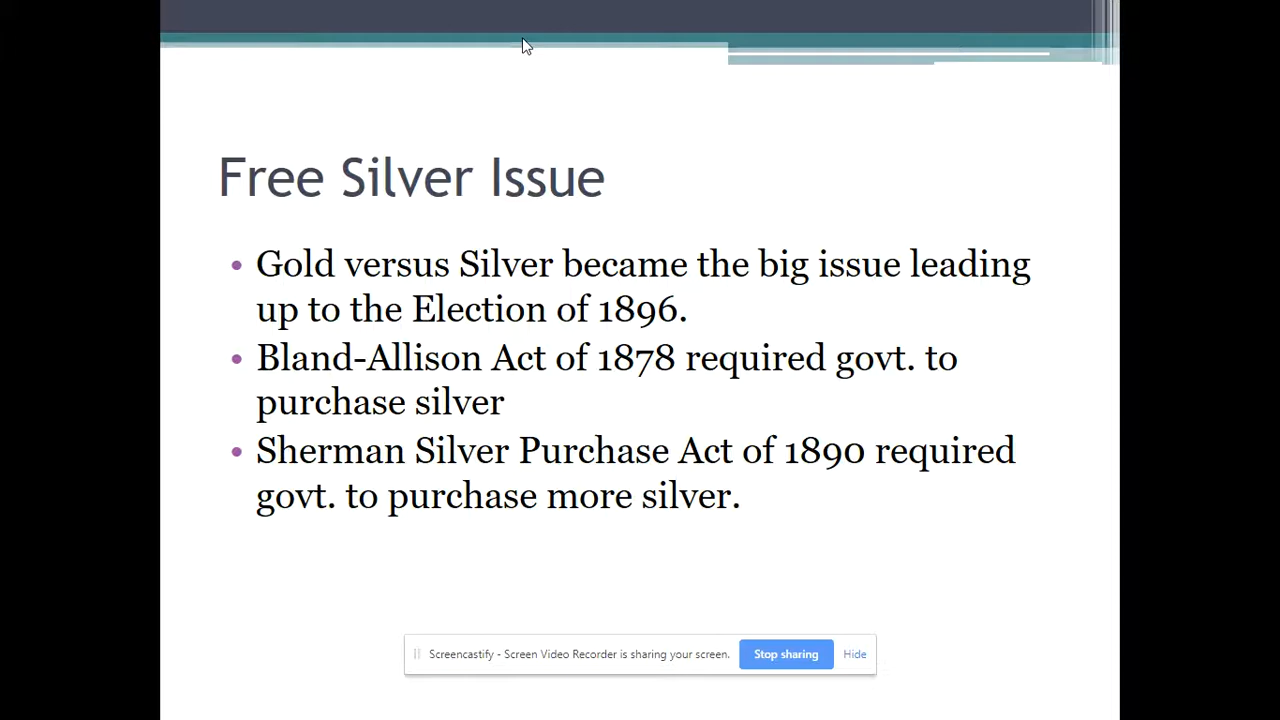 Free Silver Issue
• Gold versus Silver became the big issue leading
up to the Election of 1896.
• Bland-Allison Act of 1878 required govt. to
purchase silver
• Sherman Silver Purchase Act of 1890 required
govt. to purchase more silver.
Screencastify - Screen Video Recorder is sharing your screen. Stop sharing Hide